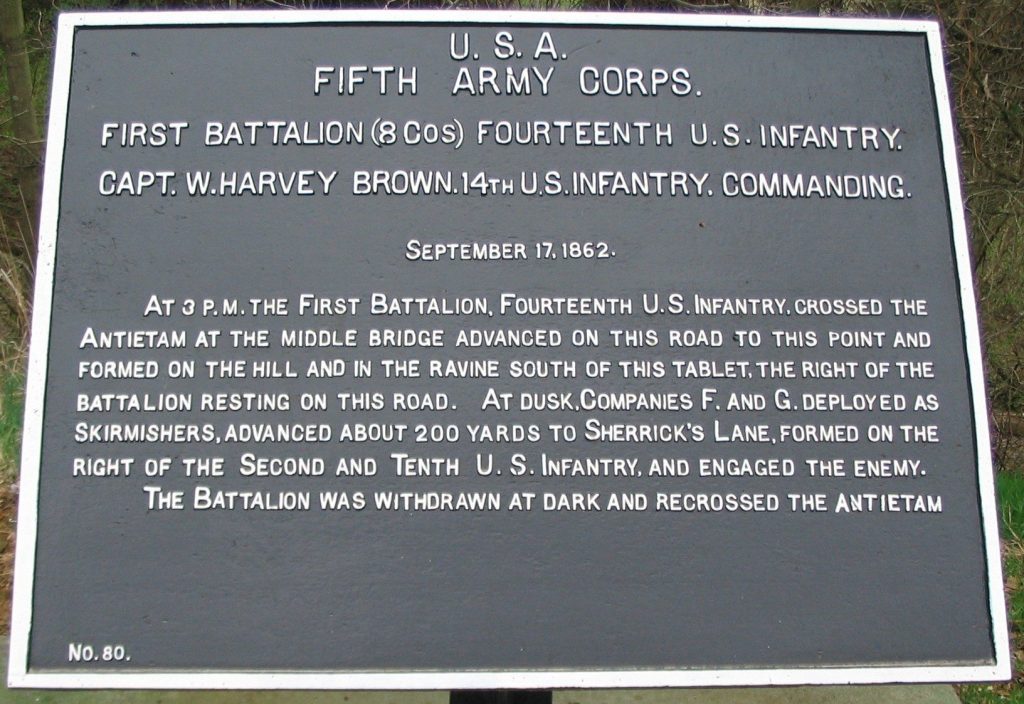 U. S. A.
FIFTH ARMY CORPS.
FIRST BATTALION (8 COS) FOURTEENTH U.S. INFANTRY.
CAPT. W. HARVEY BROWN. 14TH U.S. INFANTRY. COMMANDING.
SEPTEMBER 17, 1862.
AT 3 P.M. THE FIRST BATTALION, FOURTEENTH U.S. INFANTRY, CROSSED THE
ANTIETAM AT THE MIDDLE BRIDGE ADVANCED ON THIS ROAD TO THIS POINT AND
FORMED ON THE HILL AND IN THE RAVINE SOUTH OF THIS TABLET, THE RIGHT OF THE
BATTALION RESTING ON THIS ROAD. AT DUSK, COMPANIES F. AND G. DEPLOYED AS
SKIRMISHERS, ADVANCED ABOUT 200 YARDS TO SHERRICK'S LANE, FORMED ON THE
RIGHT OF THE SECOND AND TENTH U. S. INFANTRY, AND ENGAGED THE ENEMY.
THE BATTALION WAS WITHDRAWN AT DARK AND RECROSSED THE ANTIETAM
NO. 80.